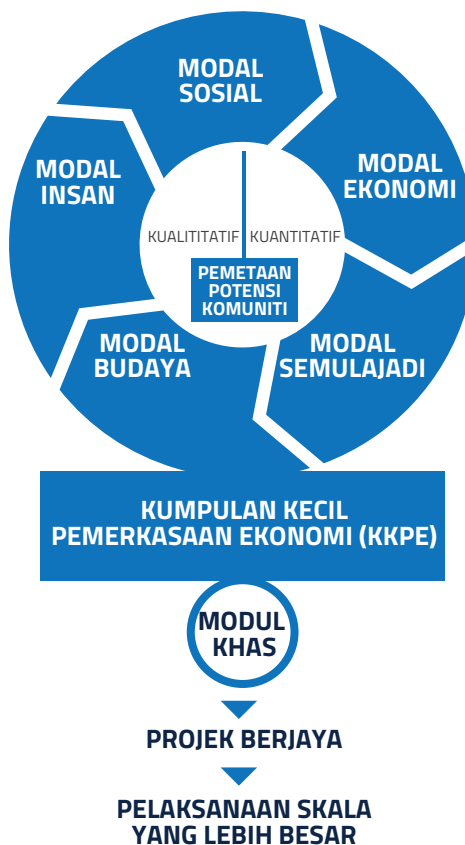 MODAL
SOSIAL
MODAL
EKONOMI
MODAL
INSAN
KUALITITATIF
KUANTITATIF
PEMETAAN
POTENSI
KOMUNITI
MODAL
BUDAYA
MODAL
SEMULAJADI
KUMPULAN KECIL
PEMERKASAAN EKONOMI (KKPE)
MODUL
KHAS
PROJEK BERJAYA
PELAKSANAAN SKALA
YANG LEBIH BESAR